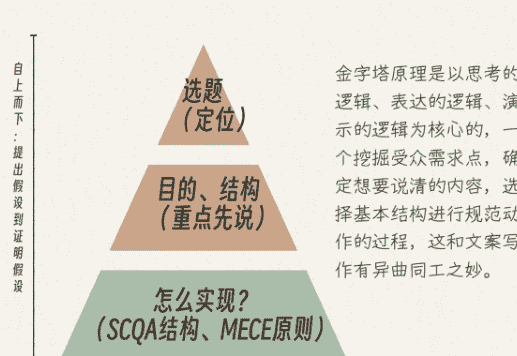 自上而下：提出假设到证明假设
选题
（定位）
目的、结构
（重点先说）
怎么实现？
（SCQA结构、MECE原则）
金字塔原理是以思考的
逻辑、表达的逻辑、演
示的逻辑为核心的，一
个挖掘受众需求点，确
定想要说清的内容，选
择基本结构进行规范动
作的过程，这和文案写
作有异曲同工之妙。